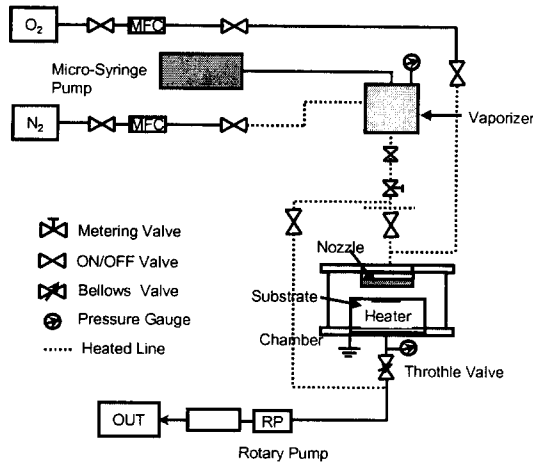 O2
MFC
Micro-Syringe
Pump
N2
MFC
Vaporizer
Metering Valve
ON/OFF Valve
Bellows Valve
Pressure Gauge
Heated Line
Nozzle
Substrate
Heater
Chamber
Throthle Valve
OUT
RP
Rotary Pump